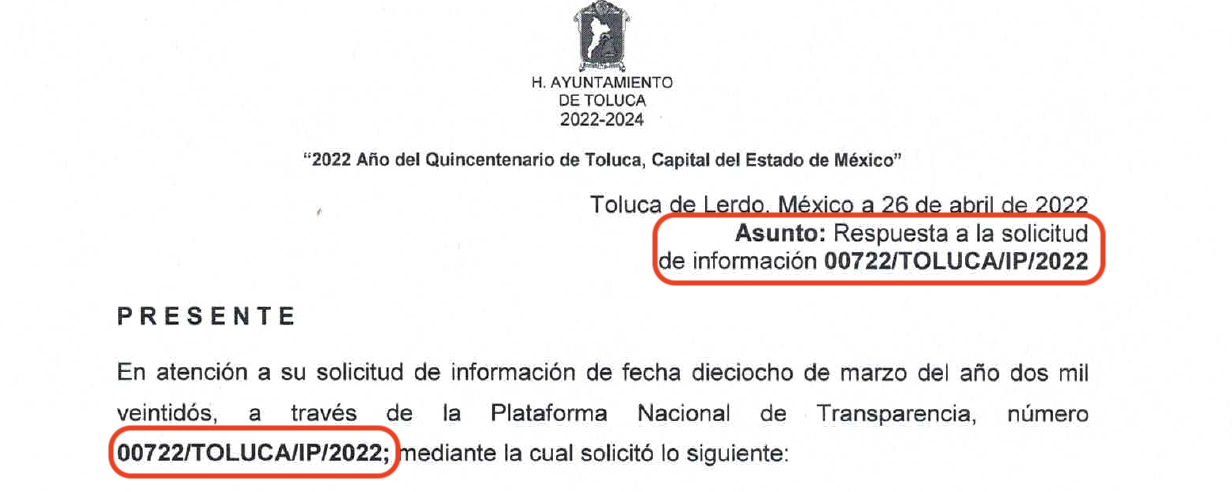 H. AYUNTAMIENTO
DE TOLUCA
2022-2024
“2022 Año del Quincentenario de Toluca, Capital del Estado de México”
Toluca de Lerdo, México a 26 de abril de 2022
Asunto: Respuesta a la solicitud
de información 00722/TOLUCA/IP/2022
P R E S E N T E
En atención a su solicitud de información de fecha dieciocho de marzo del año dos mil
veintidós, a través de la Plataforma Nacional de Transparencia, número
00722/TOLUCA/IP/2022; mediante la cual solicitó lo siguiente: